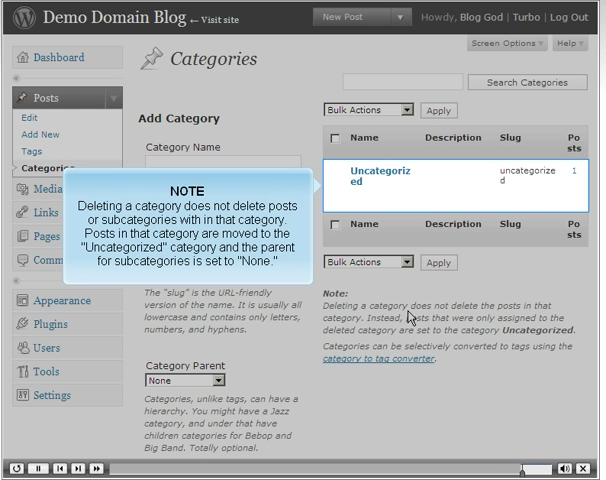 Demo Domain Blog ← Visit site
New Post
Howdy, Blog God | Turbo | Log Out
Screen Options
Help
Dashboard
Posts
Edit
Add New
Tags
Categories
Media
Links
Pages
Comm
Appearance
Plugins
Users
Tools
Settings
Categories
Search Categories
Add Category
Category Name
NOTE
Deleting a category does not delete posts
or subcategories with in that category.
Posts in that category are moved to the
"Uncategorized" category and the parent
for subcategories is set to "None."
The "slug" is the URL-friendly
version of the name. It is usually all
lowercase and contains only letters,
numbers, and hyphens.
Category Parent
None
Categories, unlike tags, can have a
hierarchy. You might have a Jazz
category, and under that have
children categories for Bebop and
Big Band. Totally optional.
Bulk Actions
Apply
Name Description Slug Po
sts
Uncategoriz
ed
uncategorize
d
1
Name Description Slug Po
sts
Bulk Actions
Apply
Note:
Deleting a category does not delete the posts in that
category. Instead, posts that were only assigned to the
deleted category are set to the category Uncategorized.
Categories can be selectively converted to tags using the
category to tag converter.